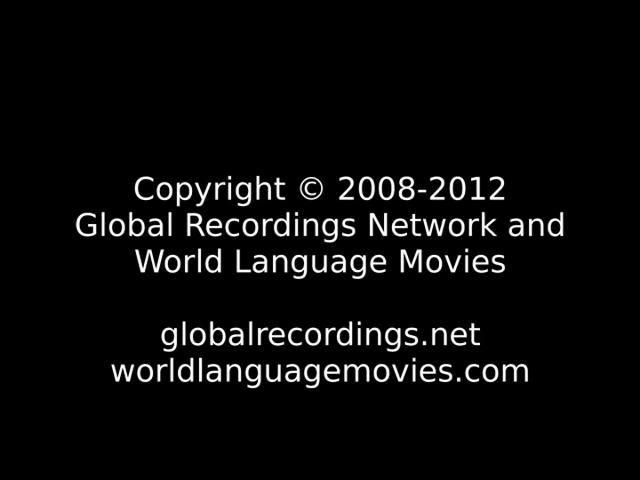 Copyright © 2008-2012
Global Recordings Network and
World Language Movies
globalrecordings.net
worldlanguagemovies.com